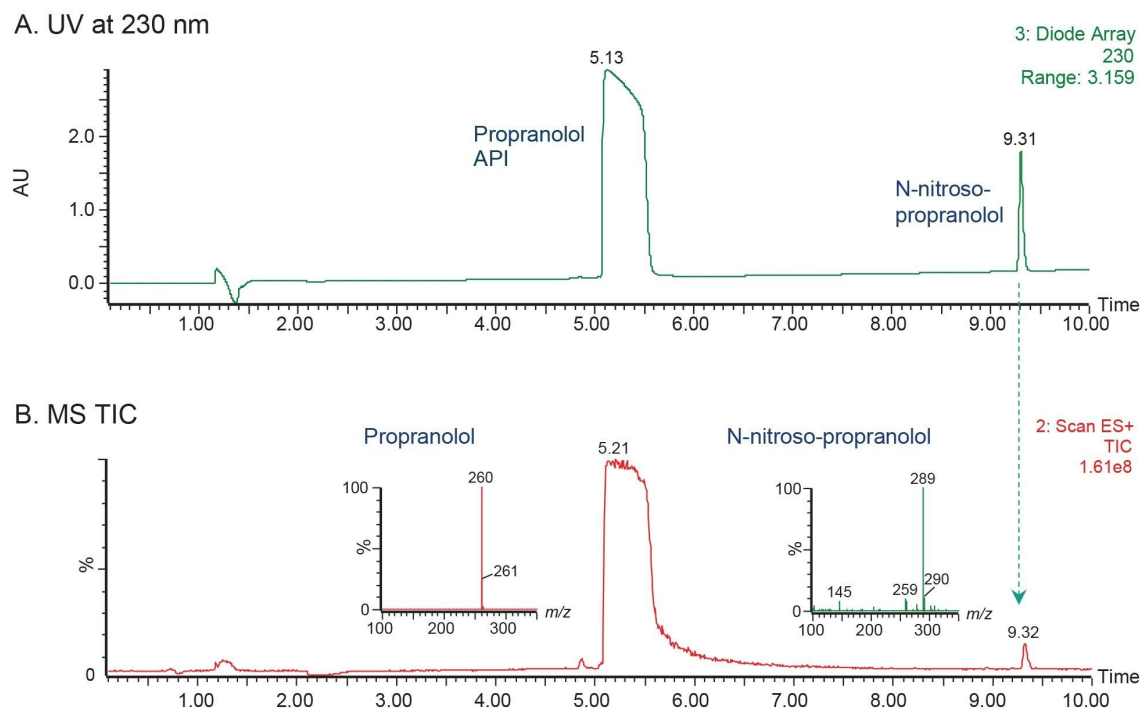 A. UV at 230 nm
3: Diode Array
230
Range: 3.159
5.13
Propranolol
API
9.31
N-nitroso-
propranolol
AU
2.0
1.0
0.0
1.00 2.00 3.00 4.00 5.00 6.00 7.00 8.00 9.00 10.00
Time
B. MS TIC
2: Scan ES+
TIC
1.61e8
Propranolol
5.21
N-nitroso-propranolol
260
100
%
261
0
100 200 300
m/z
289
100
%
145
259
290
0
100 200 300
m/z
9.32
%
0
1.00 2.00 3.00 4.00 5.00 6.00 7.00 8.00 9.00 10.00
Time